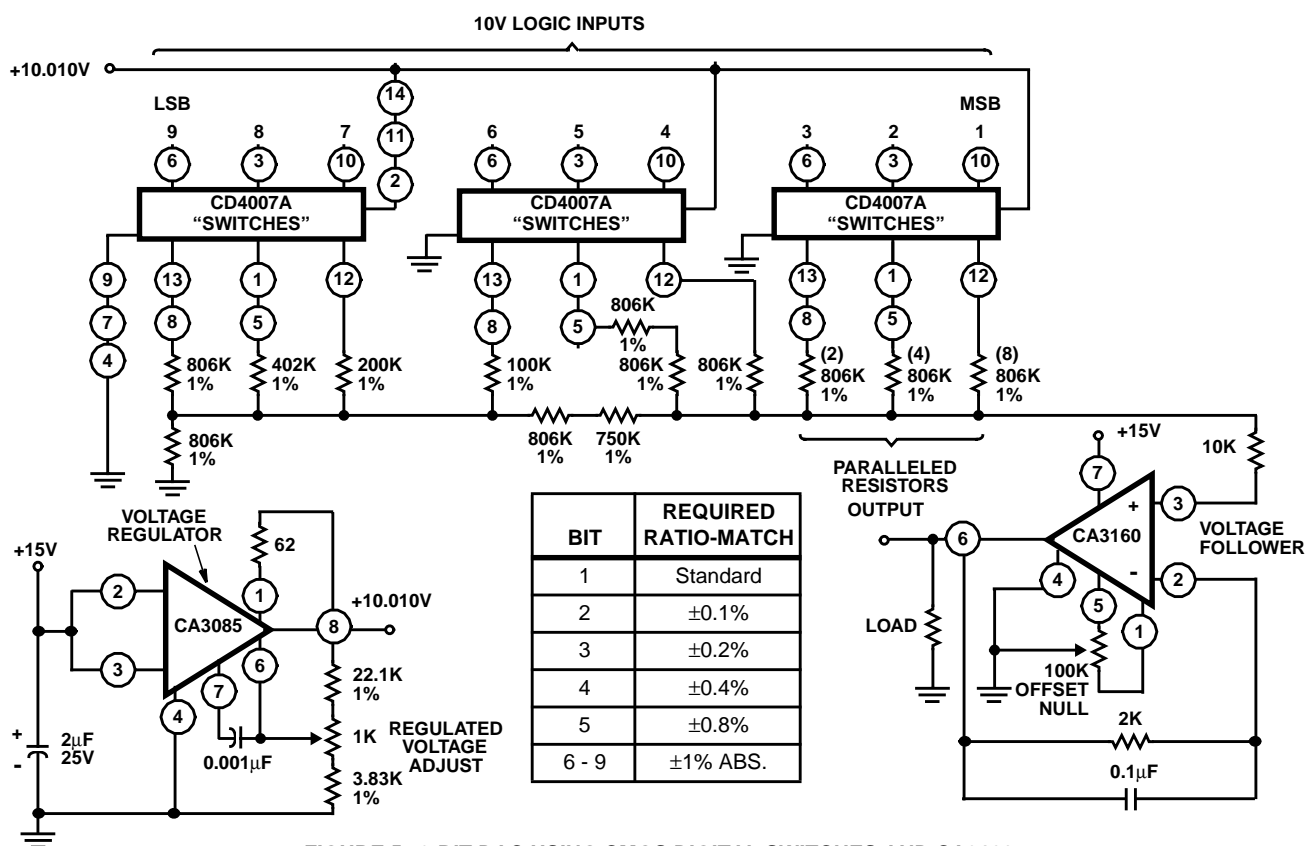 10V LOGIC INPUTS
+10.010V
14
11
2
LSB
MSB
9 8 7 6 5 4 3 2 1
6 3 10 6 3 10 6 3 10
CD4007A
“SWITCHES”
CD4007A
“SWITCHES”
CD4007A
“SWITCHES”
9
7
4
13 1 12 13 1 12 13 1 12
8 5 8 5 8 5
806K
1%
402K
1%
200K
1%
100K
1%
806K
1%
806K
1%
806K
1%
(2)
806K
1%
(4)
806K
1%
(8)
806K
1%
806K
1%
806K
1%
750K
1%
PARALLELED
RESISTORS
10K
+15V
7
3
+
CA3160
-
2
6
4
5
1
VOLTAGE
FOLLOWER
OUTPUT
LOAD
100K
OFFSET
NULL
2K
0.1µF
VOLTAGE
REGULATOR
+15V
2
3
CA3085
62
1
8
+10.010V
6
7
4
22.1K
1%
1K
REGULATED
VOLTAGE
ADJUST
3.83K
1%
0.001µF
+
-
2µF
25V
BIT REQUIRED RATIO-MATCH
1 Standard
2 ±0.1%
3 ±0.2%
4 ±0.4%
5 ±0.8%
6 - 9 ±1% ABS.